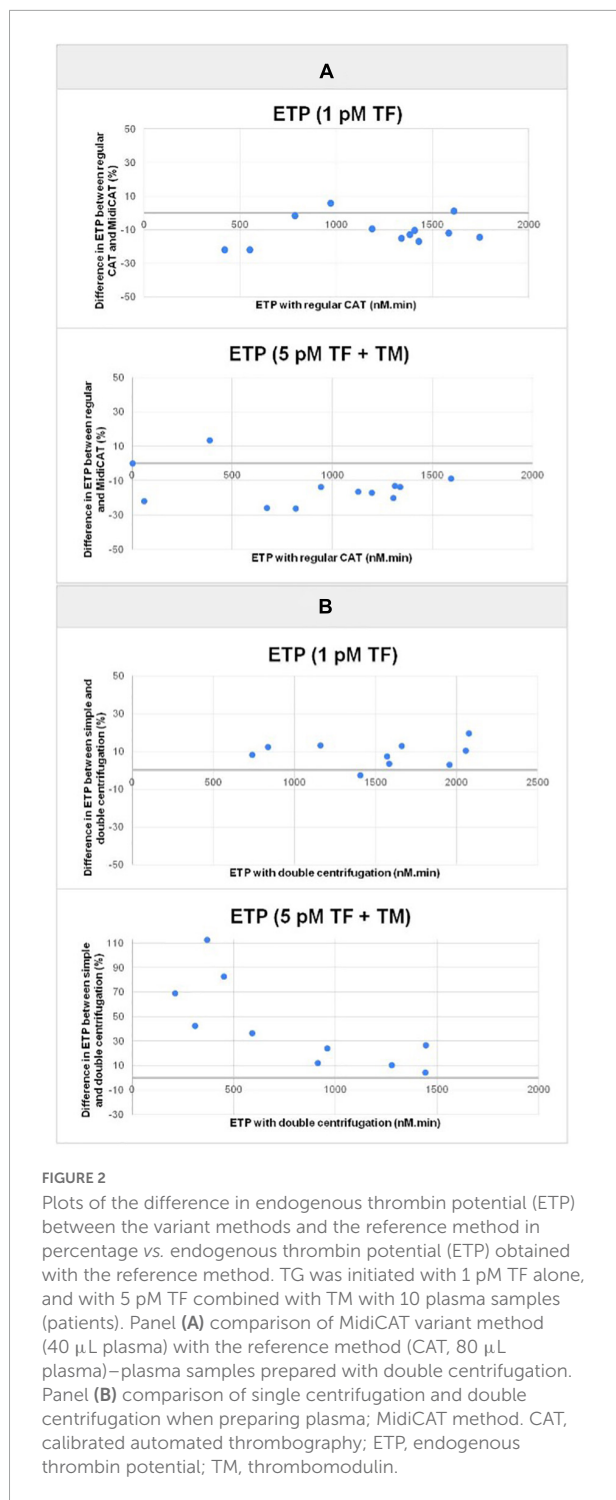 A
ETP (1 pM TF)
Difference in ETP between regular
CAT and MidiCAT (%)
50
30
10
-10
-30
-50
0
500
1000
1500
2000
ETP with regular CAT (nM.min)
ETP (5 pM TF + TM)
Difference in ETP between regular
and MidiCAT (%)
50
30
10
-10
-30
-50
0
500
1000
1500
2000
ETP with regular CAT (nM.min)
B
ETP (1 pM TF)
Difference in ETP between simple and
double centrifugation (%)
50
30
10
-10
-30
-50
0
500
1000
1500
2000
2500
ETP with double centrifugation (nM.min)
ETP (5 pM TF + TM)
Difference in ETP between simple
and double centrifugation (%)
110
90
70
50
30
10
-10
-30
0
500
1000
1500
2000
ETP with double centrifugation (nM.min)
FIGURE 2
Plots of the difference in endogenous thrombin potential (ETP)
between the variant methods and the reference method in
percentage vs. endogenous thrombin potential (ETP) obtained
with the reference method. TG was initiated with 1 pM TF alone,
and with 5 pM TF combined with TM with 10 plasma samples
(patients). Panel (A) comparison of MidiCAT variant method
(40 μL plasma) with the reference method (CAT, 80 μL
plasma)–plasma samples prepared with double centrifugation.
Panel (B) comparison of single centrifugation and double
centrifugation when preparing plasma; MidiCAT method. CAT,
calibrated automated thrombography; ETP, endogenous
thrombin potential; TM, thrombomodulin.